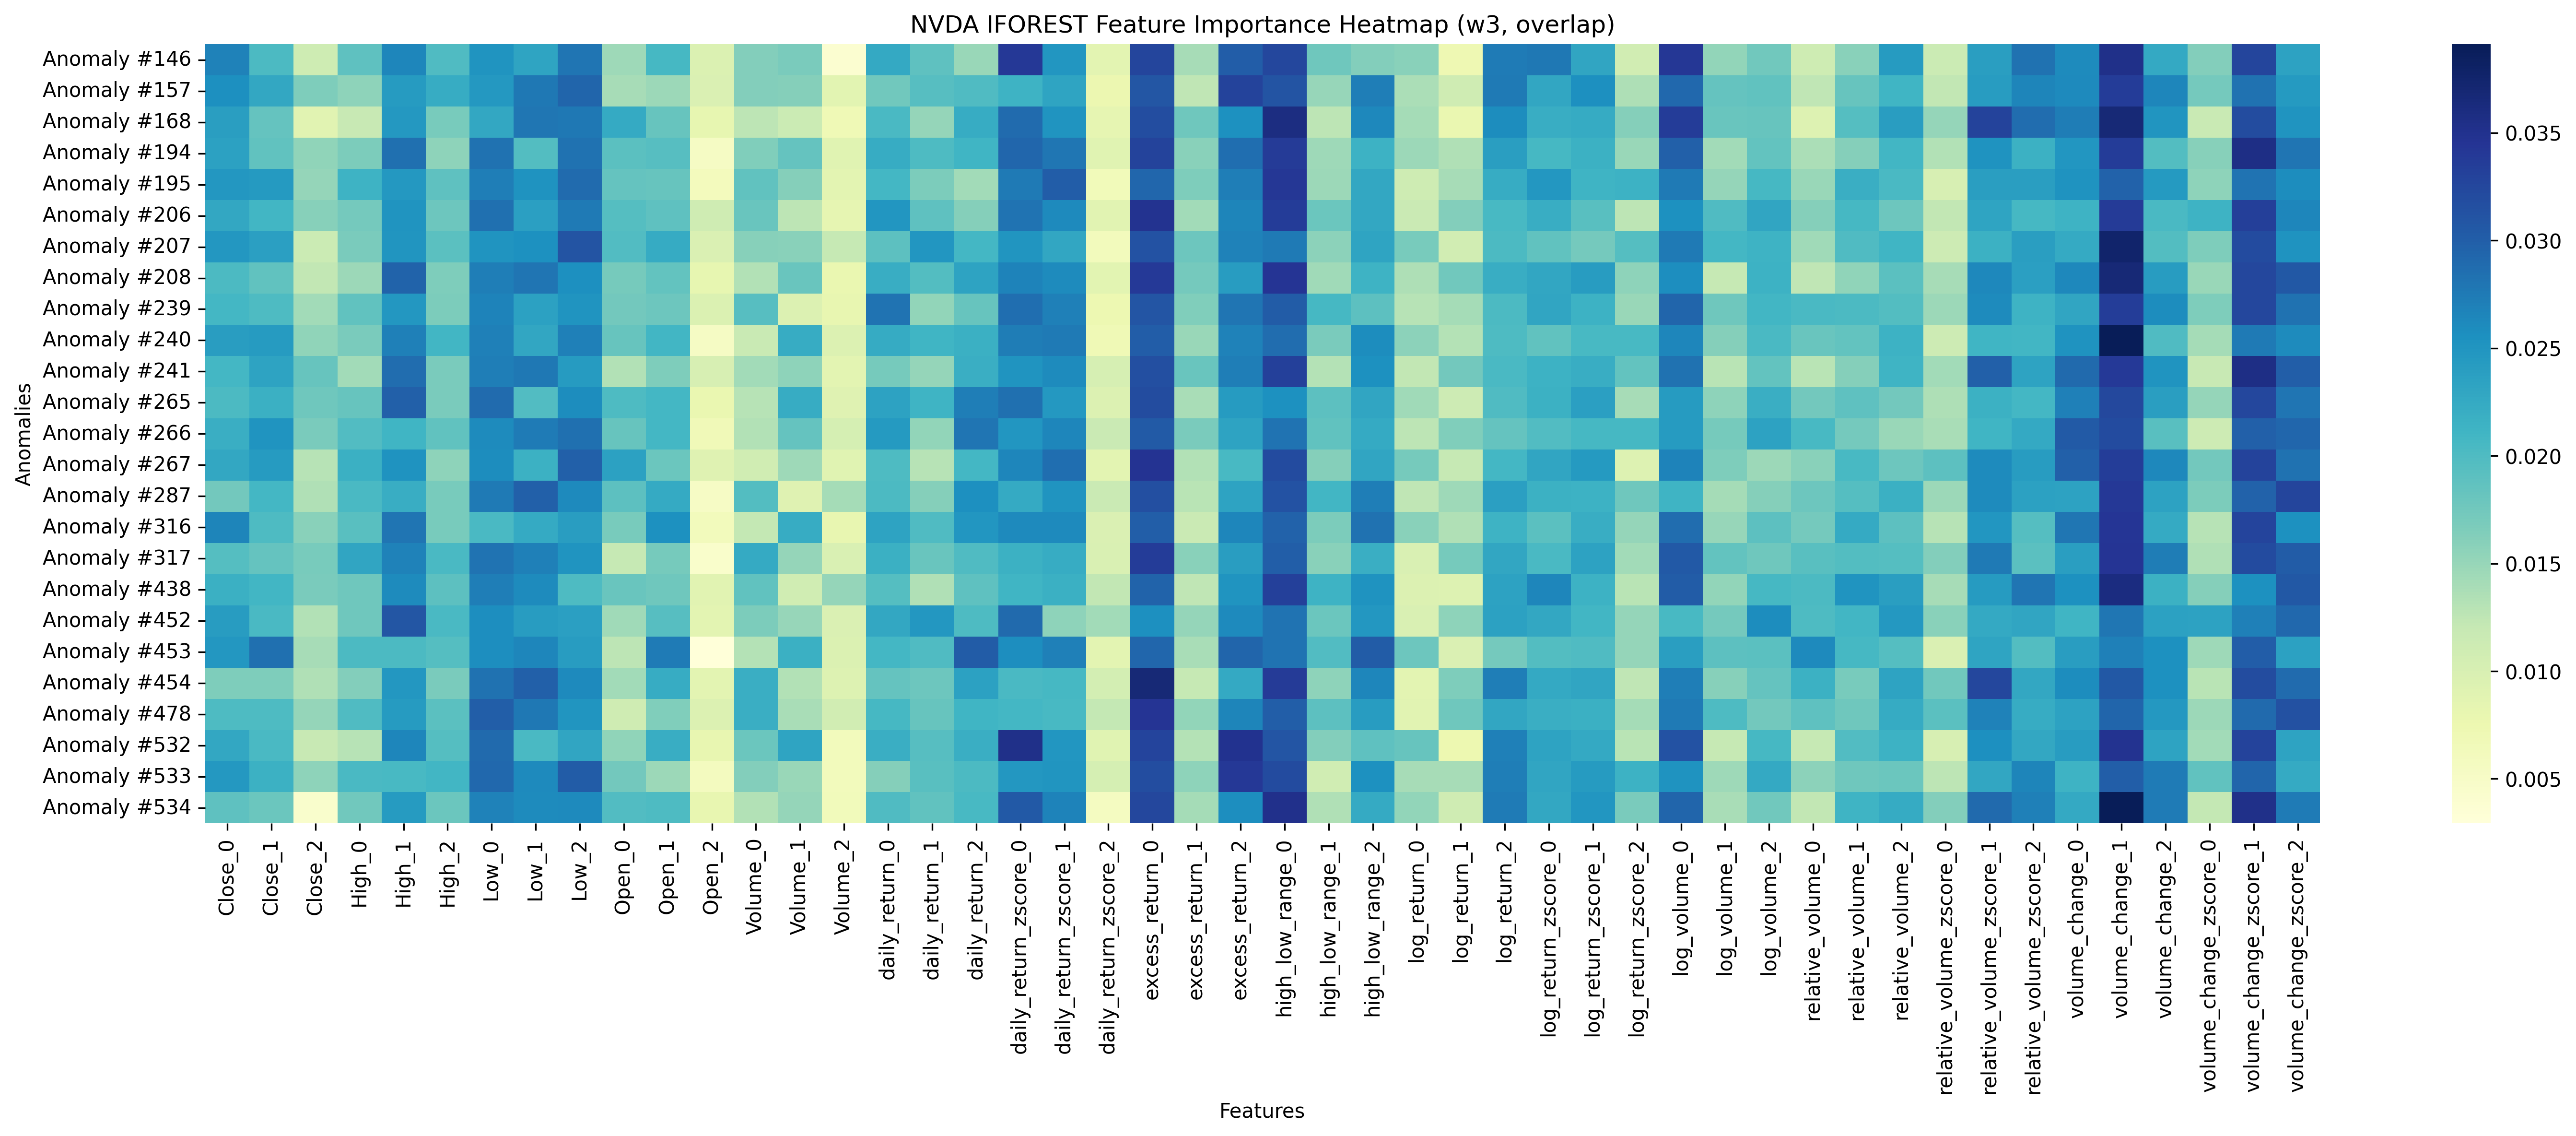 NVDA IFOREST Feature Importance Heatmap (w3, overlap)
Anomalies
Anomaly #146
Anomaly #157
Anomaly #168
Anomaly #194
Anomaly #195
Anomaly #206
Anomaly #207
Anomaly #208
Anomaly #239
Anomaly #240
Anomaly #241
Anomaly #265
Anomaly #266
Anomaly #267
Anomaly #287
Anomaly #316
Anomaly #317
Anomaly #438
Anomaly #452
Anomaly #453
Anomaly #454
Anomaly #478
Anomaly #532
Anomaly #533
Anomaly #534
Close_0
Close_1
Close_2
High_0
High_1
High_2
Low_0
Low_1
Low_2
Open_0
Open_1
Open_2
Volume_0
Volume_1
Volume_2
daily_return_0
daily_return_1
daily_return_2
daily_return_zscore_0
daily_return_zscore_1
daily_return_zscore_2
excess_return_0
excess_return_1
excess_return_2
high_low_range_0
high_low_range_1
high_low_range_2
log_return_0
log_return_1
log_return_2
log_return_zscore_0
log_return_zscore_1
log_return_zscore_2
log_volume_0
log_volume_1
log_volume_2
relative_volume_0
relative_volume_1
relative_volume_2
relative_volume_zscore_0
relative_volume_zscore_1
relative_volume_zscore_2
volume_change_0
volume_change_1
volume_change_2
volume_change_zscore_0
volume_change_zscore_1
volume_change_zscore_2
Features
0.035
0.030
0.025
0.020
0.015
0.010
0.005